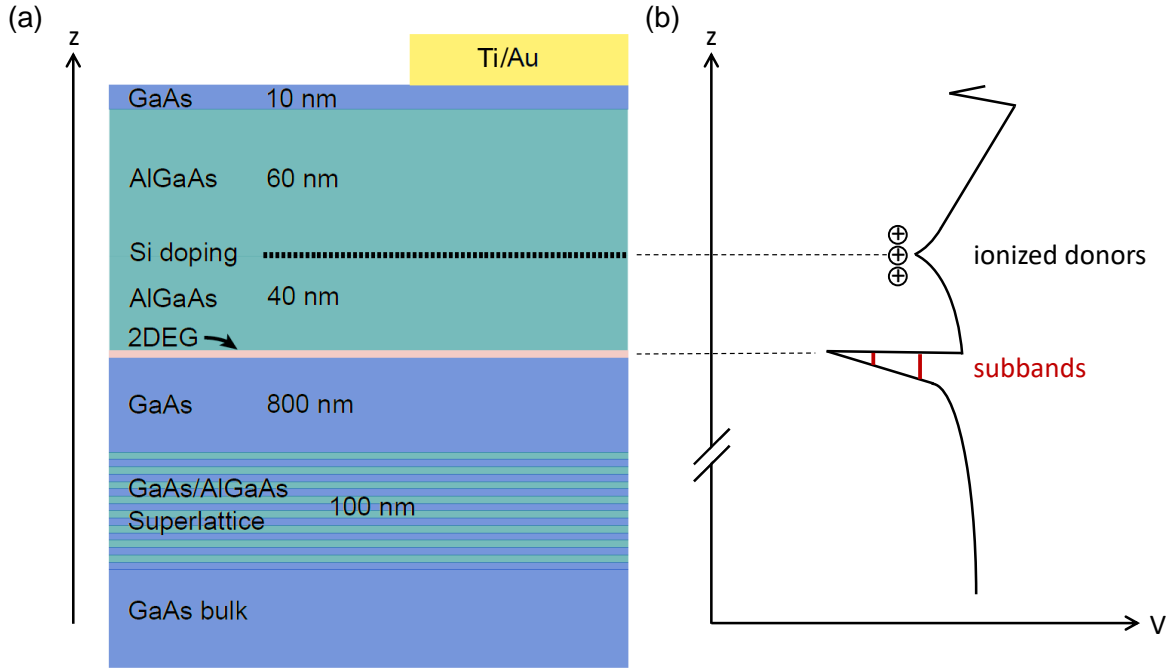 (a)
z
Ti/Au
GaAs 10 nm
AlGaAs 60 nm
Si doping
AlGaAs 40 nm
2DEG
GaAs 800 nm
GaAs/AlGaAs
Superlattice 100 nm
GaAs bulk
(b)
z
+
+
+
ionized donors
subbands
V